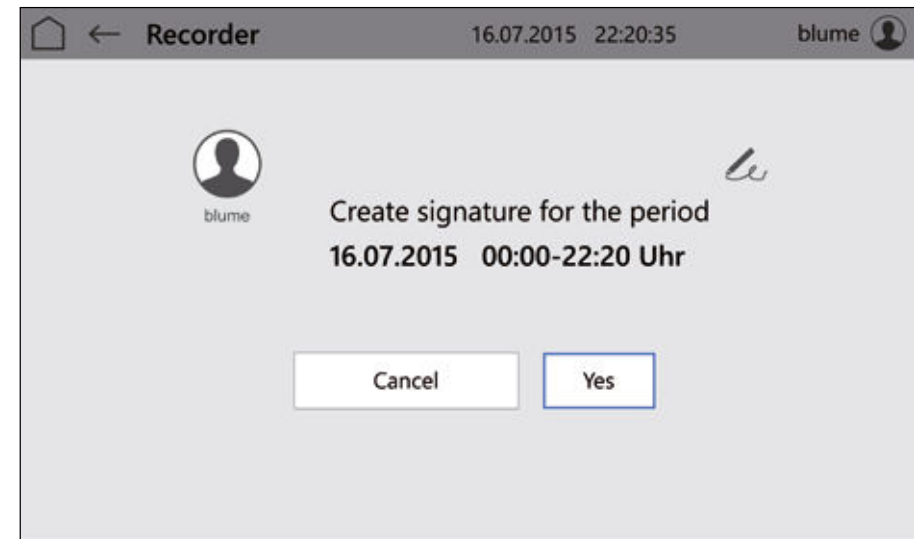 Recorder 16.07.2015 22:20:35 blume
blume
Create signature for the period
16.07.2015 00:00-22:20 Uhr
Cancel Yes